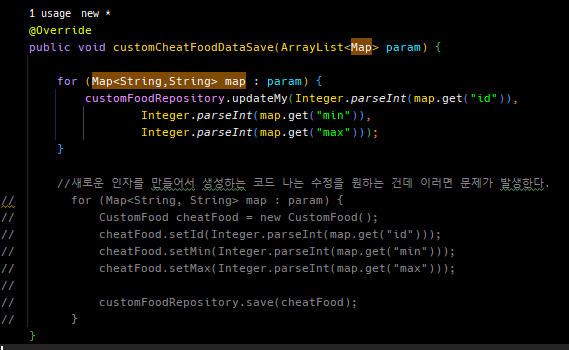 1 usage new *
@Override
public void customCheatFoodDataSave(ArrayList<Map> param) {
for (Map<String,String> map : param) {
customFoodRepository.updateMy(Integer.parseInt(map.get("id")),
Integer.parseInt(map.get("min")),
Integer.parseInt(map.get("max")));
}
//새로운 인자를 만들어서 생성하는 코드 나는 수정을 원하는 건데 이러면 문제가 발생한다.
// for (Map<String, String> map : param) {
// CustomFood cheatFood = new CustomFood();
// cheatFood.setId(Integer.parseInt(map.get("id")));
// cheatFood.setMin(Integer.parseInt(map.get("min")));
// cheatFood.setMax(Integer.parseInt(map.get("max")));
//
// customFoodRepository.save(cheatFood);
// }
}